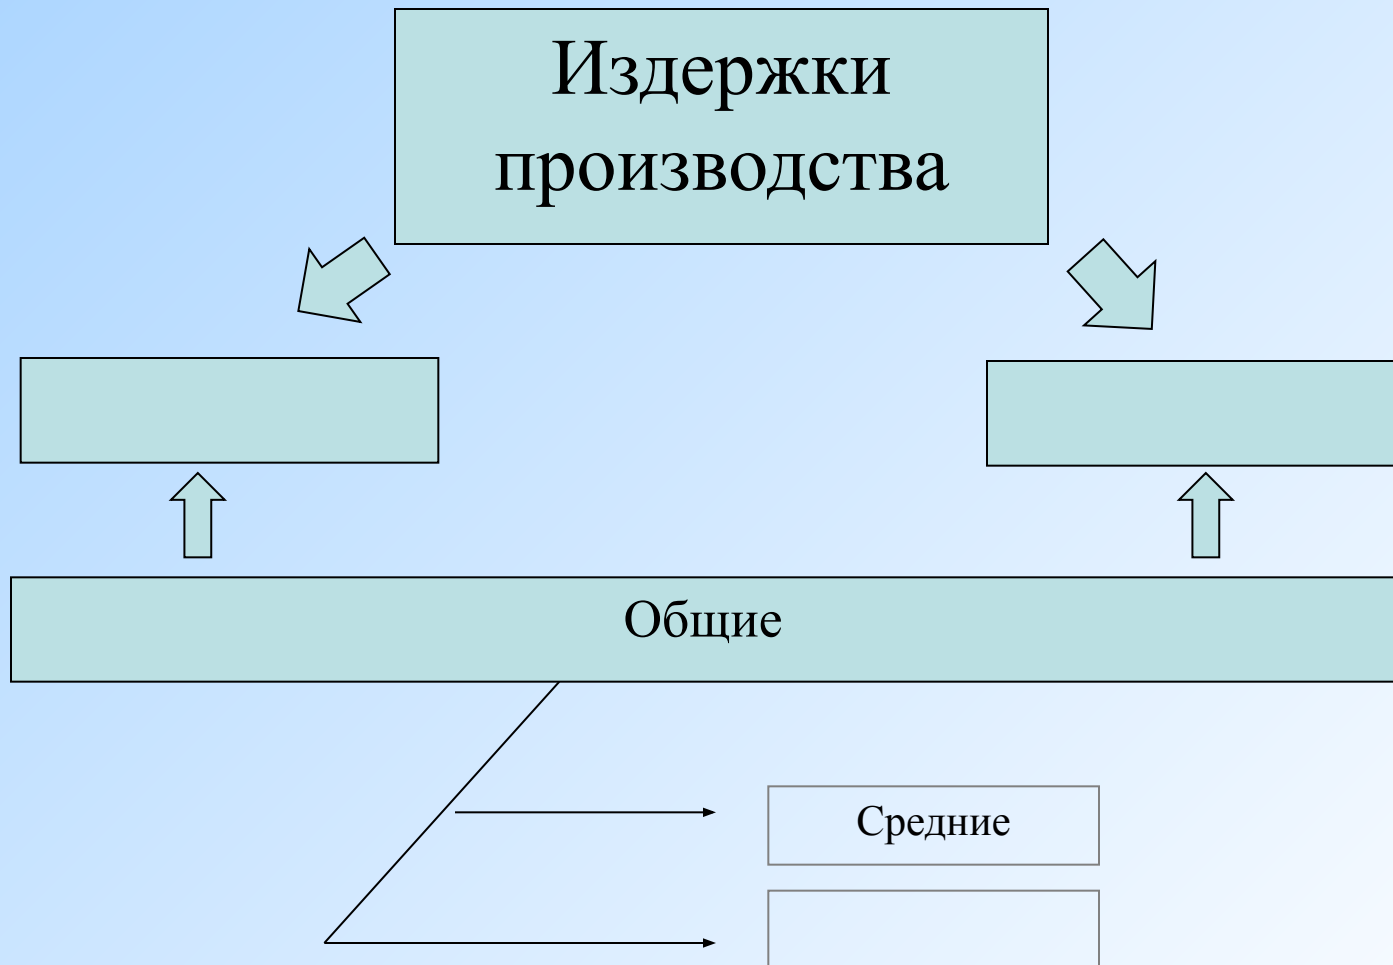 Издержки
производства
Общие
Средние